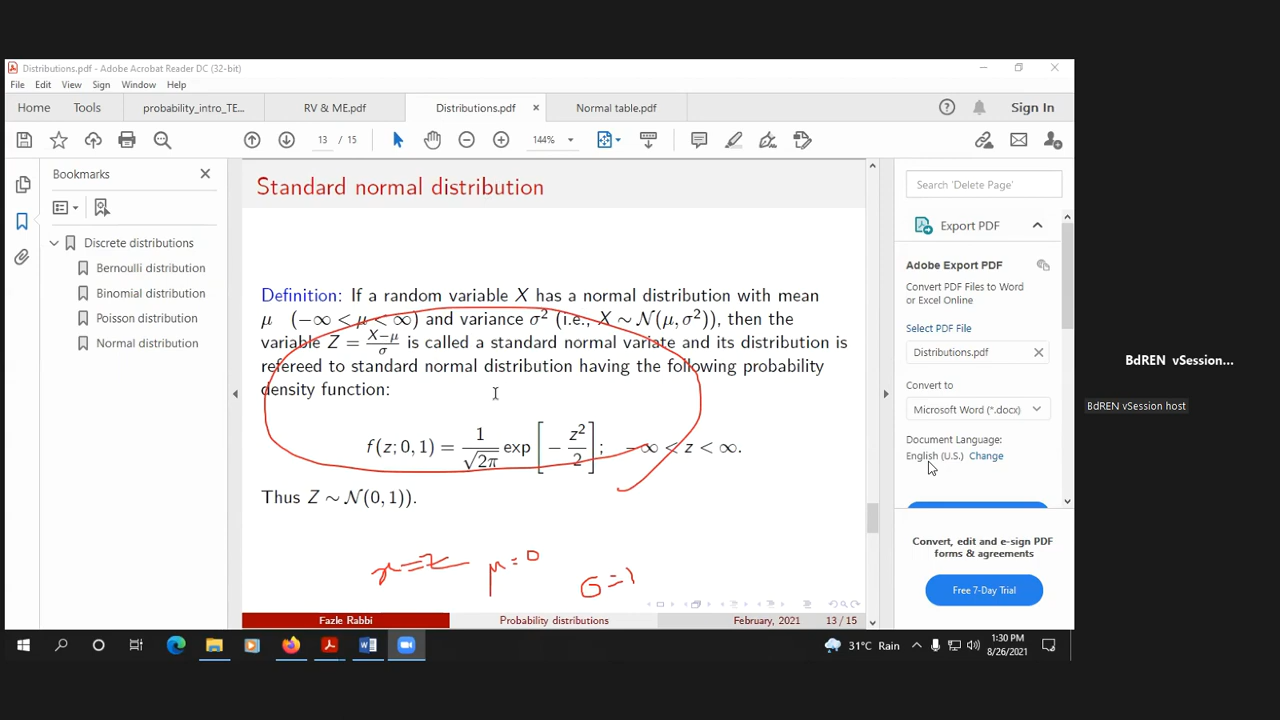 Distributions.pdf - Adobe Acrobat Reader DC (32-bit)
File Edit View Sign Window Help
Home Tools probability_intro_TE... RV & ME.pdf Distributions.pdf × Normal table.pdf Sign In
13 / 15 144%
Bookmarks
Discrete distributions
Bernoulli distribution
Binomial distribution
Poisson distribution
Normal distribution
Standard normal distribution
Definition: If a random variable X has a normal distribution with mean
μ (−∞ < μ < ∞) and variance σ² (i.e., X ∼ N(μ, σ²)), then the
variable Z = (X−μ)/σ is called a standard normal variate and its distribution is
refereed to standard normal distribution having the following probability
density function:
f(z; 0, 1) = 1/√2π exp[−z²/2]; −∞ < z < ∞.
Thus Z ∼ N(0, 1)).
x=z μ=0 σ=1
Fazle Rabbi Probability distributions February, 2021 13 / 15
Search 'Delete Page'
Export PDF
Adobe Export PDF
Convert PDF Files to Word
or Excel Online
Select PDF File
Distributions.pdf
Convert to
Microsoft Word (*.docx)
Document Language:
English (U.S.) Change
Convert, edit and e-sign PDF
forms & agreements
Free 7-Day Trial
31°C Rain 1:30 PM
8/26/2021
BdREN vSession...
BdREN vSession host